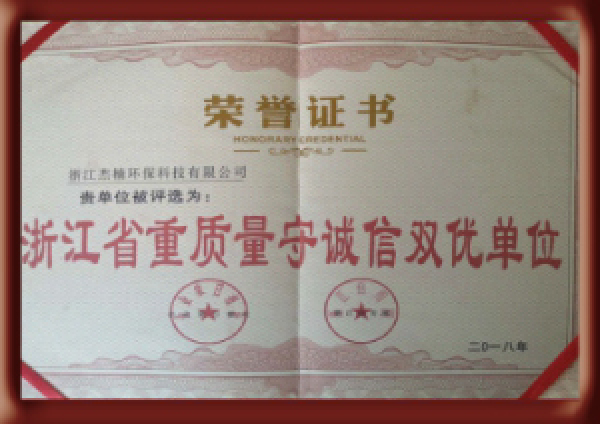 荣誉证书
HONORARY CREDENTIAL
浙江杰楠环保科技有限公司
贵单位被评选为：
浙江省重质量守诚信双优单位
二〇一八年